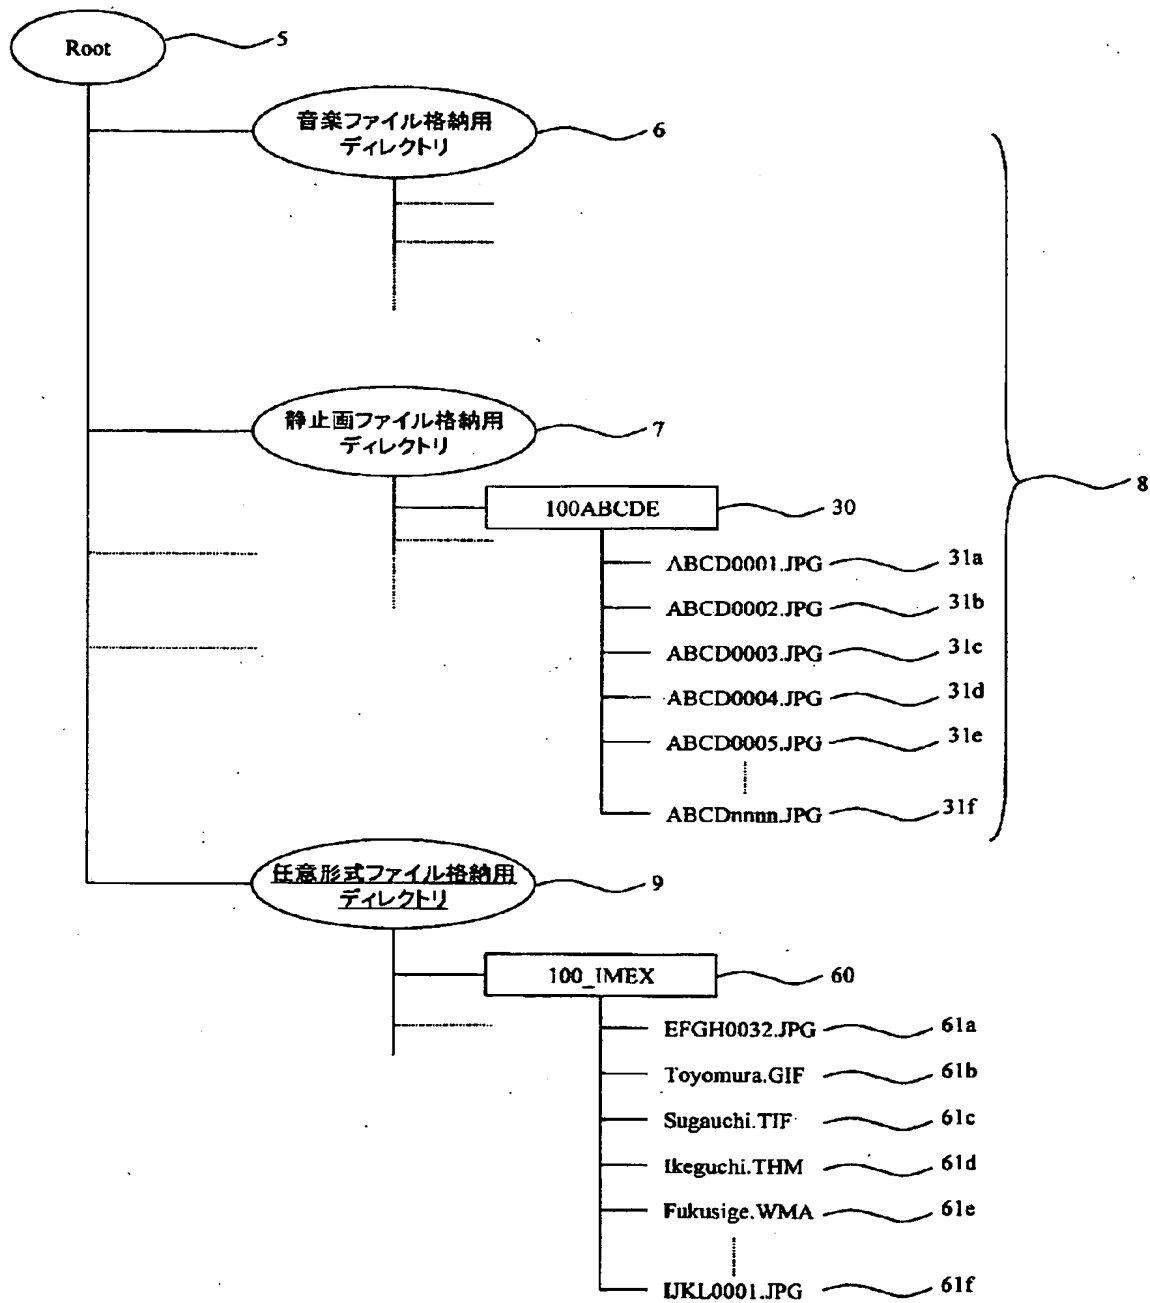 Root 5
音楽ファイル格納用
ディレクトリ 6
静止画ファイル格納用
ディレクトリ 7
8
100ABCDE 30
ABCD0001.JPG 31a
ABCD0002.JPG 31b
ABCD0003.JPG 31c
ABCD0004.JPG 31d
ABCD0005.JPG 31e
ABCDnnnn.JPG 31f
任意形式ファイル格納用
ディレクトリ 9
100_IMEX 60
EFGH0032.JPG 61a
Toyomura.GIF 61b
Sugauchi.TIF 61c
Ikeguchi.THM 61d
Fukusige.WMA 61e
IJKL0001.JPG 61f